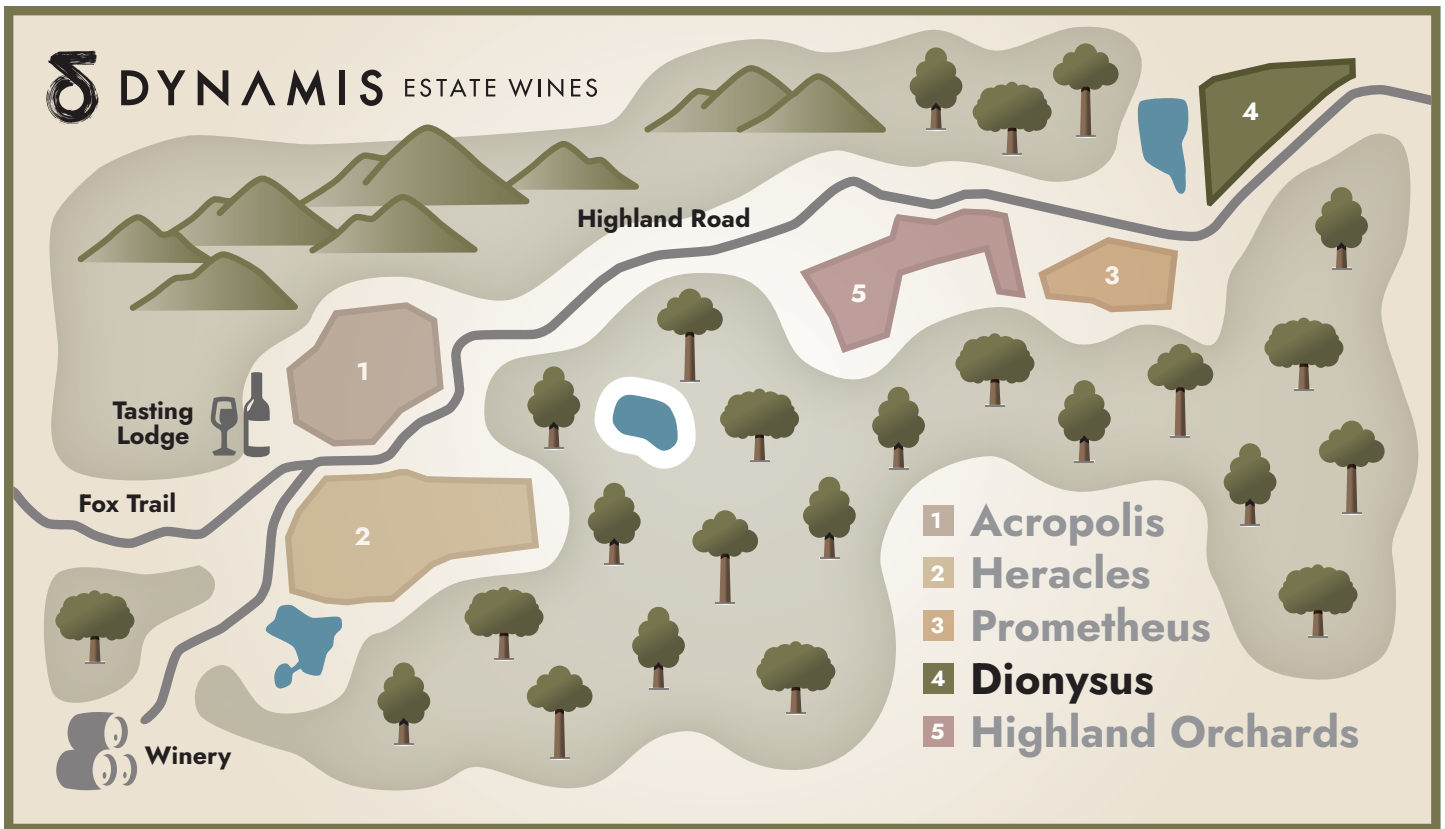 DYNAMIS ESTATE WINES
4
Highland Road
3
5
1
Tasting
Lodge
Fox Trail
2
1 Acropolis
2 Heracles
3 Prometheus
4 Dionysus
5 Highland Orchards
Winery